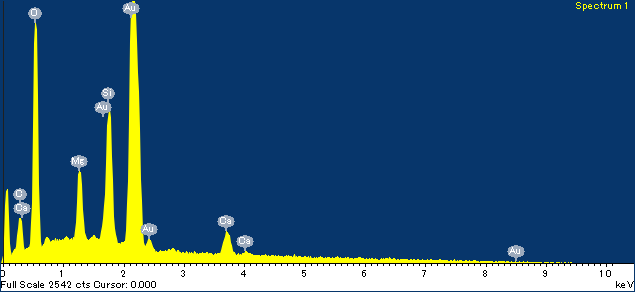 Spectrum 1
O
Au
Si
Au
Mg
C
Ca
Au
Ca
Ca
Au
0 1 2 3 4 5 6 7 8 9 10
Full Scale 2542 cts Cursor: 0.000 keV